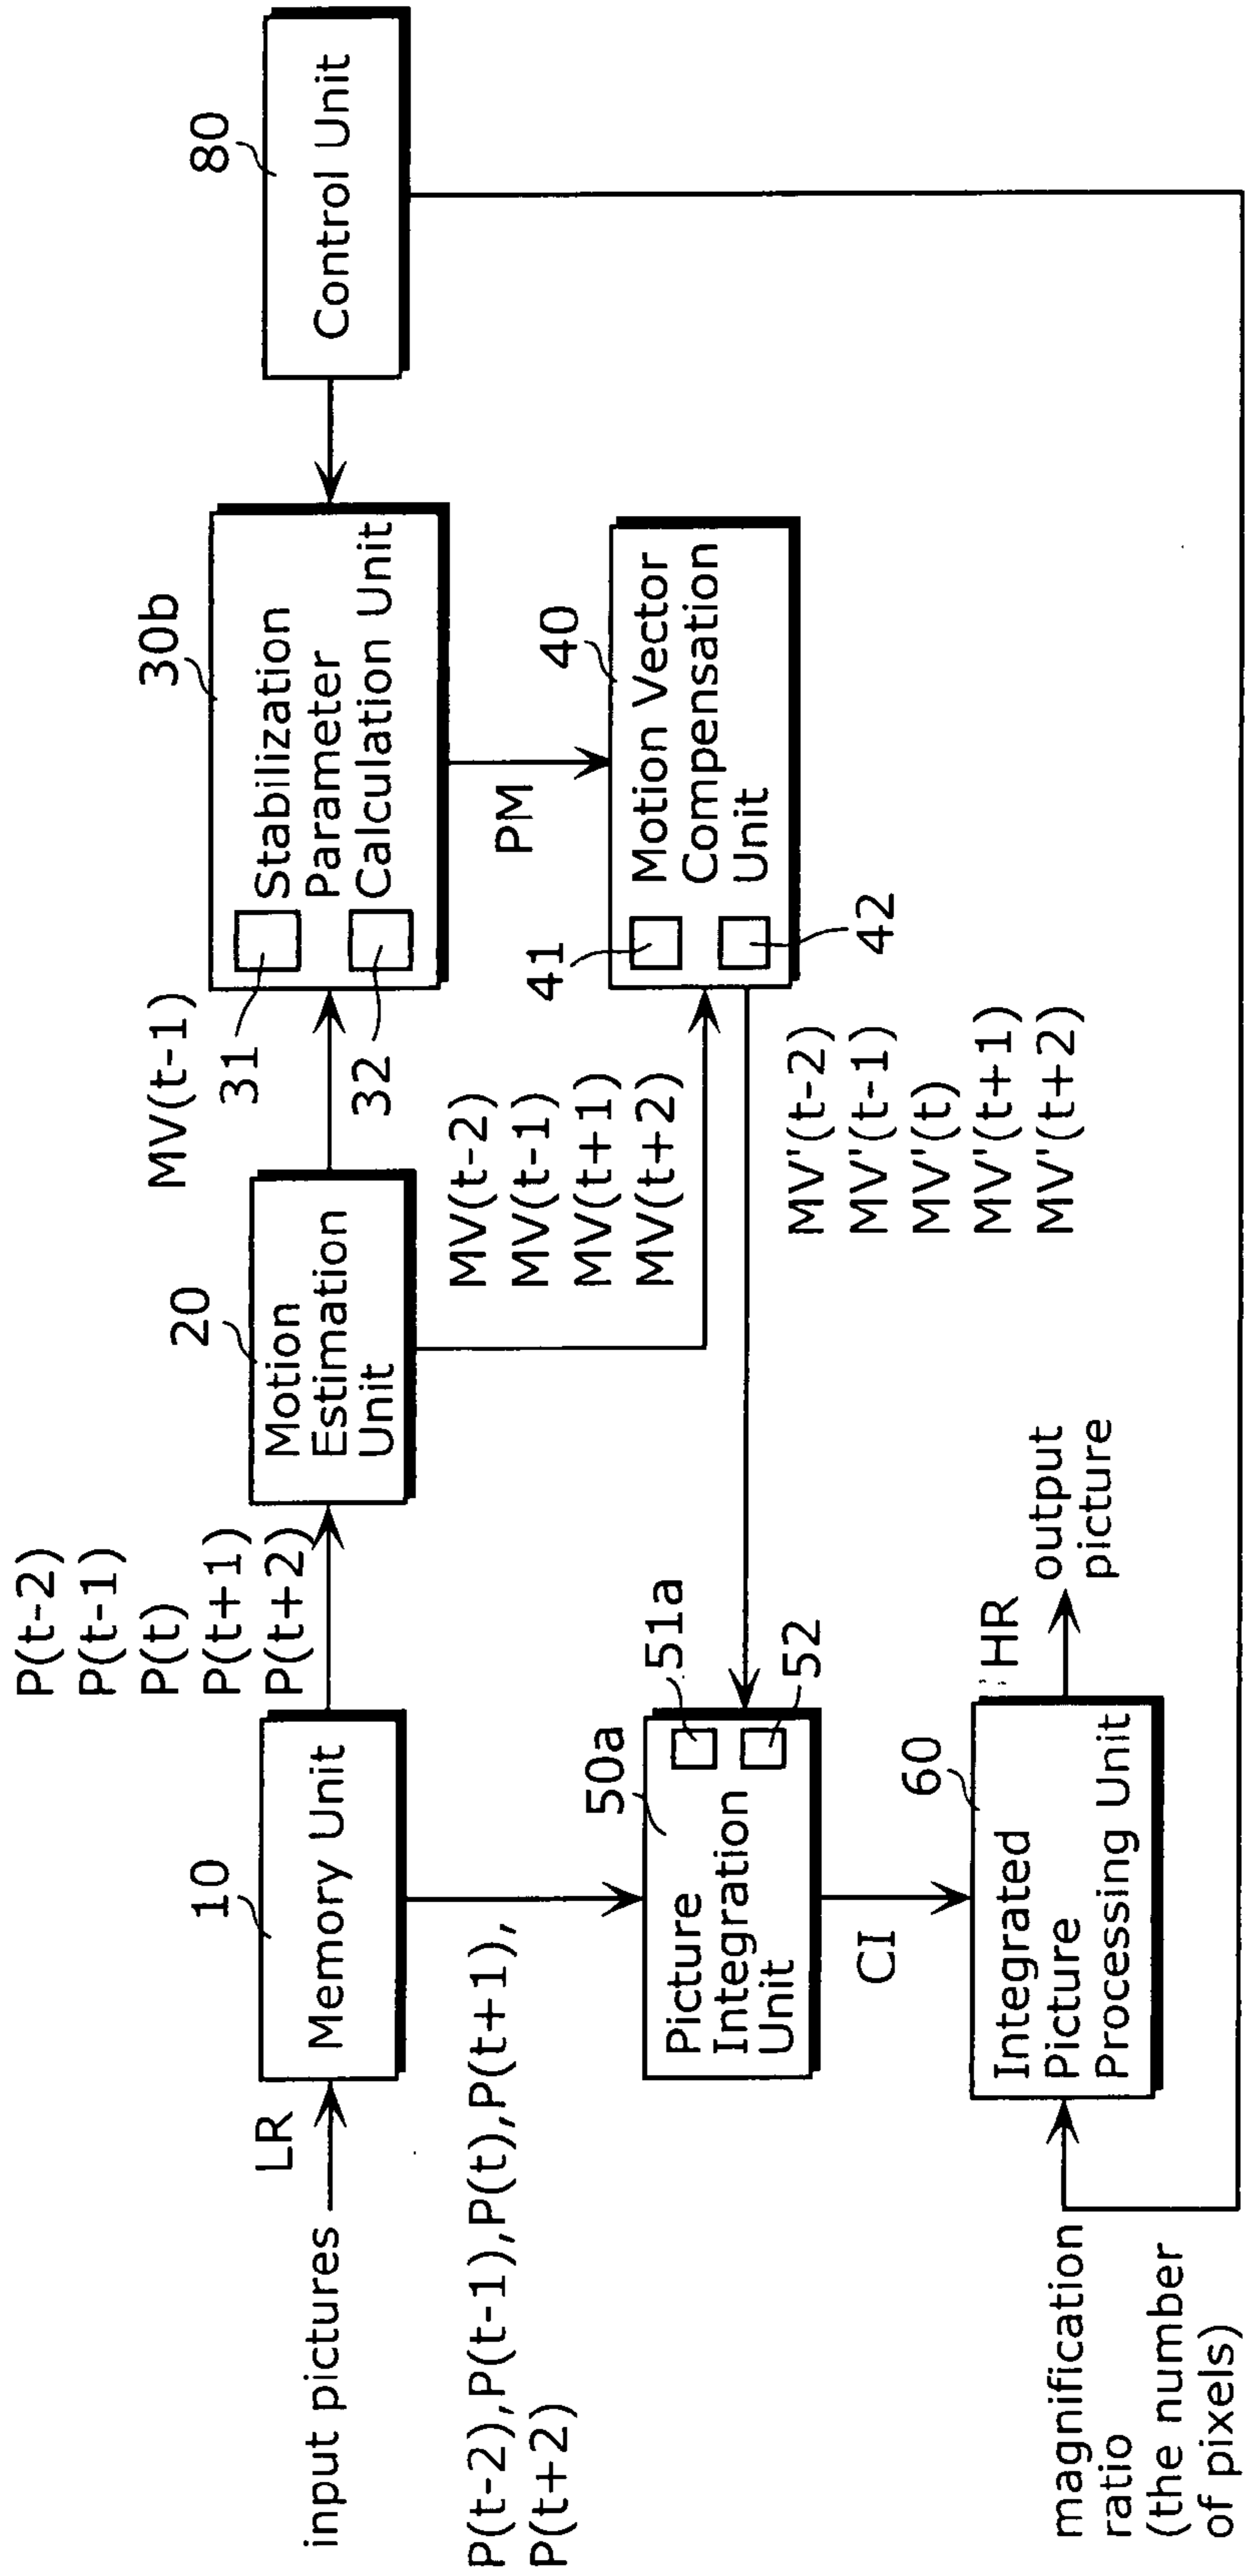 input pictures
LR
10
Memory Unit
P(t-2)
P(t-1)
P(t)
P(t+1)
P(t+2)
20
Motion
Estimation
Unit
MV(t-1)
31
32
30b
Stabilization
Parameter
Calculation Unit
80
Control Unit
P(t-2),P(t-1),P(t),P(t+1),
P(t+2)
MV(t-2)
MV(t-1)
MV(t+1)
MV(t+2)
PM
41
42
40
Motion Vector
Compensation
Unit
MV'(t-2)
MV'(t-1)
MV'(t)
MV'(t+1)
MV'(t+2)
50a
51a
52
Picture
Integration
Unit
CI
60
Integrated
Picture
Processing Unit
HR
output
picture
magnification
ratio
(the number
of pixels)